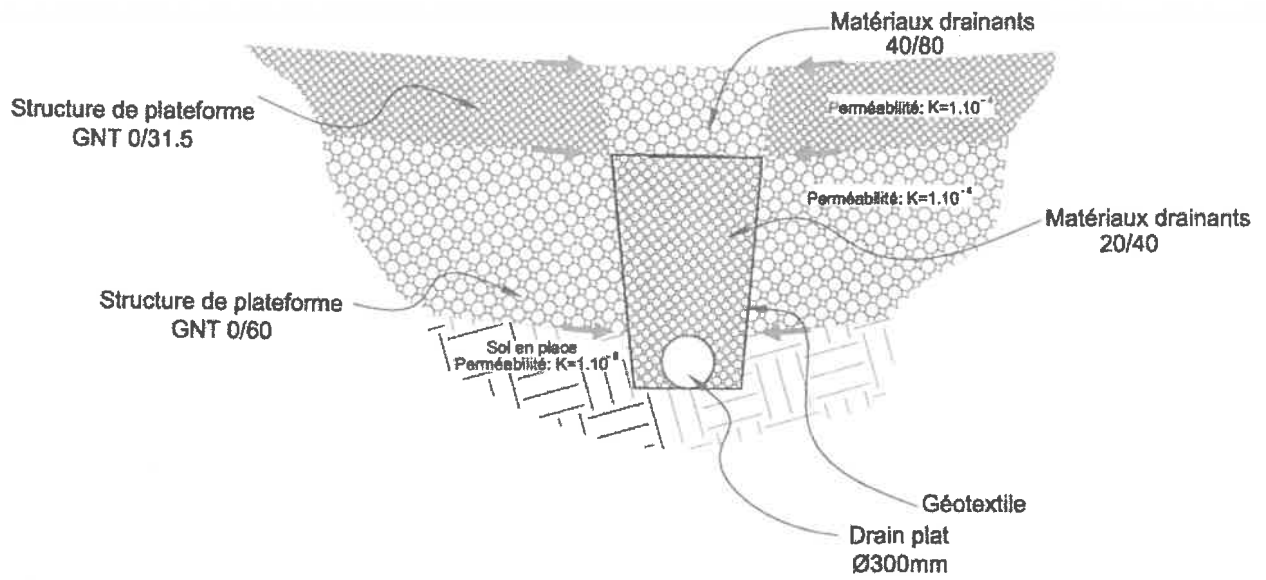 Matériaux drainants
40/80
Structure de plateforme
GNT 0/31.5
Perméabilité: K=1.10
Perméabilité: K=1.10
Matériaux drainants
20/40
Structure de plateforme
GNT 0/60
Sol en place
Perméabilité: K=1.10
Géotextile
Drain plat
Ø300mm